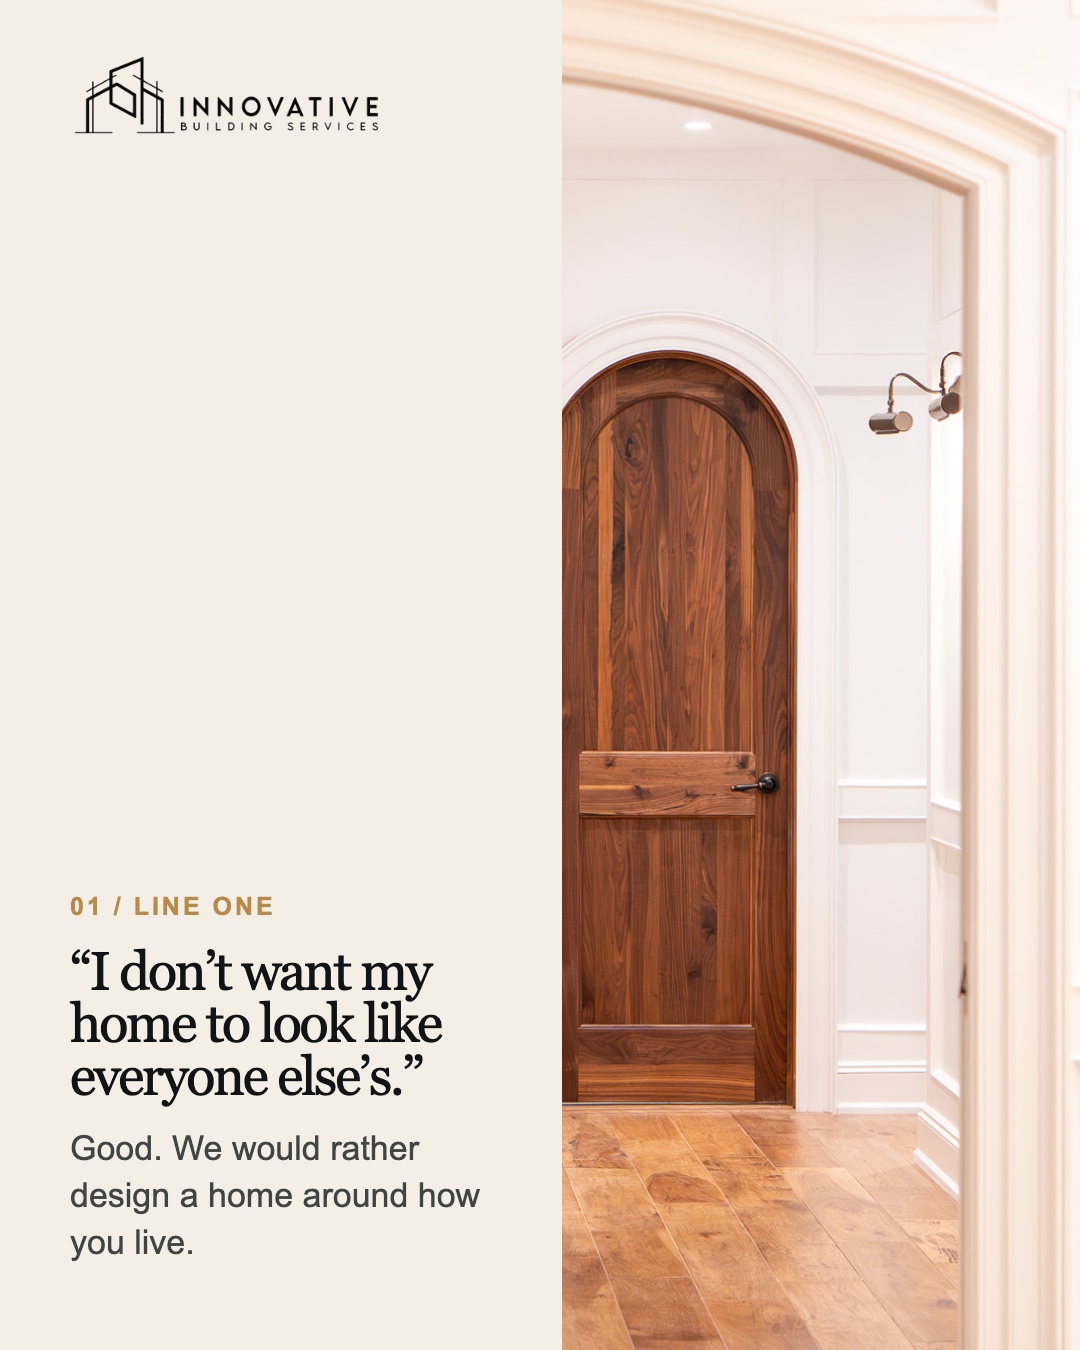 INNOVATIVE
BUILDING SERVICES
01 / LINE ONE
“I don’t want my
home to look like
everyone else’s.”
Good. We would rather
design a home around how
you live.